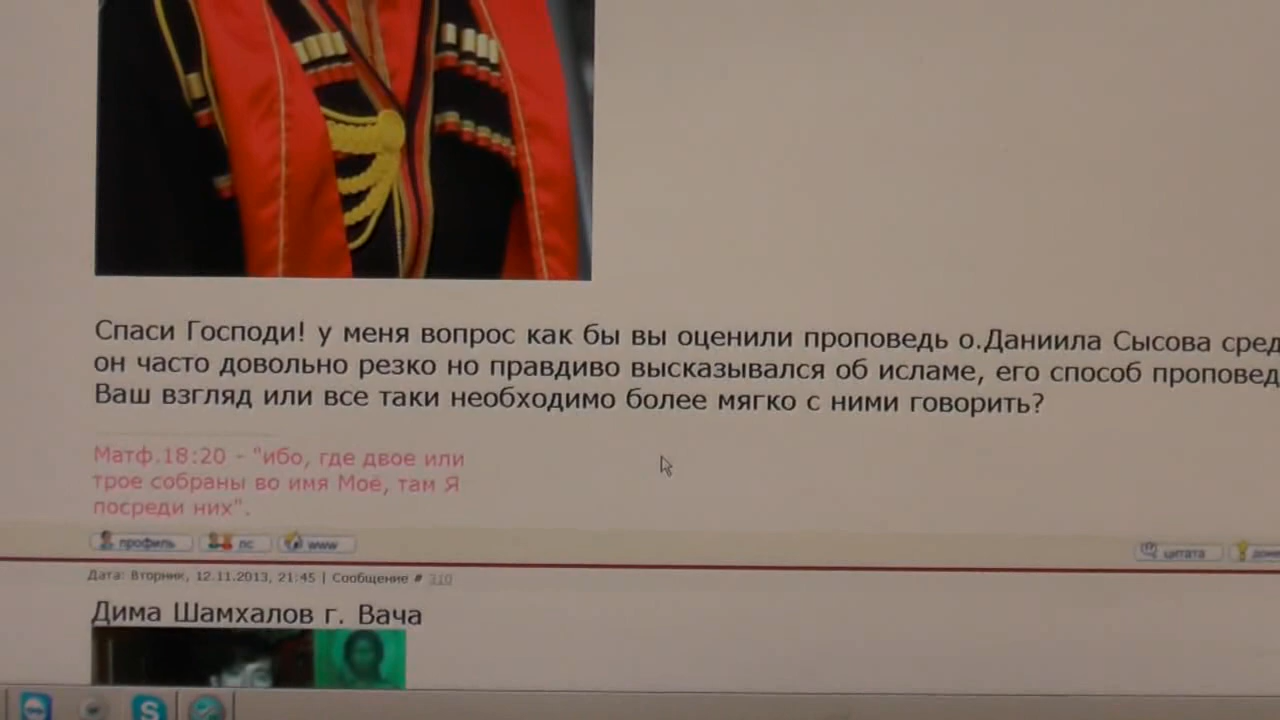 Спаси Господи! у меня вопрос как бы вы оценили проповедь о.Даниила Сысова
он часто довольно резко но правдиво высказывался об исламе, его способ
Ваш взгляд или все таки необходимо более мягко с ними говорить?
Матф.18:20 - "ибо, где двое или
трое собраны во имя Моё, там Я
посреди них".
профиль лс www цитата
Дата: Вторник, 12.11.2013, 21:45 | Сообщение # 310
Дима Шамхалов г. Вача